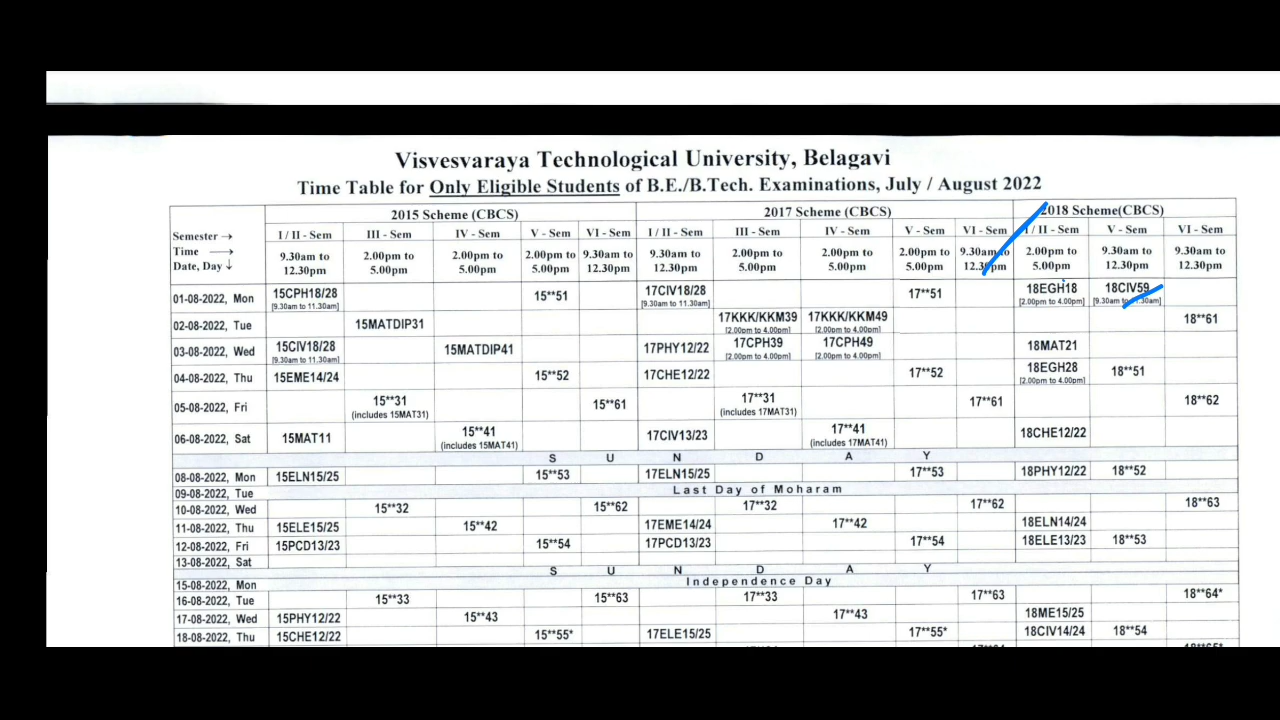 Visvesvaraya Technological University, Belagavi
Time Table for Only Eligible Students of B.E./B.Tech. Examinations, July / August 2022
2015 Scheme (CBCS) 2017 Scheme (CBCS) 2018 Scheme(CBCS)
Semester → I / II - Sem III - Sem IV - Sem V - Sem VI - Sem I / II - Sem III - Sem IV - Sem V - Sem VI - Sem I / II - Sem V - Sem VI - Sem
Time → 9.30am to 2.00pm to 2.00pm to 2.00pm to 9.30am to 9.30am to 2.00pm to 2.00pm to 2.00pm to 9.30am to 2.00pm to 9.30am to 9.30am to
Date, Day ↓ 12.30pm 5.00pm 5.00pm 5.00pm 12.30pm 12.30pm 5.00pm 5.00pm 5.00pm 12.30pm 5.00pm 12.30pm 12.30pm
01-08-2022, Mon 15CPH18/28 15**51 17CIV18/28 17**51 18EGH18 18CIV59
[9.30am to 11.30am] [9.30am to 11.30am] [2.00pm to 4.00pm] [9.30am to 11.30am]
02-08-2022, Tue 15MATDIP31 17KKK/KKM39 17KKK/KKM49 18**61
[2.00pm to 4.00pm] [2.00pm to 4.00pm]
03-08-2022, Wed 15CIV18/28 15MATDIP41 17PHY12/22 17CPH39 17CPH49 18MAT21
[9.30am to 11.30am] [2.00pm to 4.00pm] [2.00pm to 4.00pm]
04-08-2022, Thu 15EME14/24 15**52 17CHE12/22 17**52 18EGH28 18**51
[2.00pm to 4.00pm]
05-08-2022, Fri 15**31 15**61 17**31 17**61 18**62
(includes 15MAT31) (includes 17MAT31)
06-08-2022, Sat 15MAT11 15**41 17CIV13/23 17**41 18CHE12/22
(includes 15MAT41) (includes 17MAT41)
S U N D A Y
08-08-2022, Mon 15ELN15/25 15**53 17ELN15/25 17**53 18PHY12/22 18**52
09-08-2022, Tue Last Day of Moharam
10-08-2022, Wed 15**32 15**62 17**32 17**62 18**63
11-08-2022, Thu 15ELE15/25 15**42 17EME14/24 17**42 18ELN14/24
12-08-2022, Fri 15PCD13/23 15**54 17PCD13/23 17**54 18ELE13/23 18**53
13-08-2022, Sat
S U N D A Y
15-08-2022, Mon Independence Day
16-08-2022, Tue 15**33 15**63 17**33 17**63 18**64*
17-08-2022, Wed 15PHY12/22 15**43 17**43 18ME15/25
18-08-2022, Thu 15CHE12/22 15**55* 17ELE15/25 17**55* 18CIV14/24 18**54